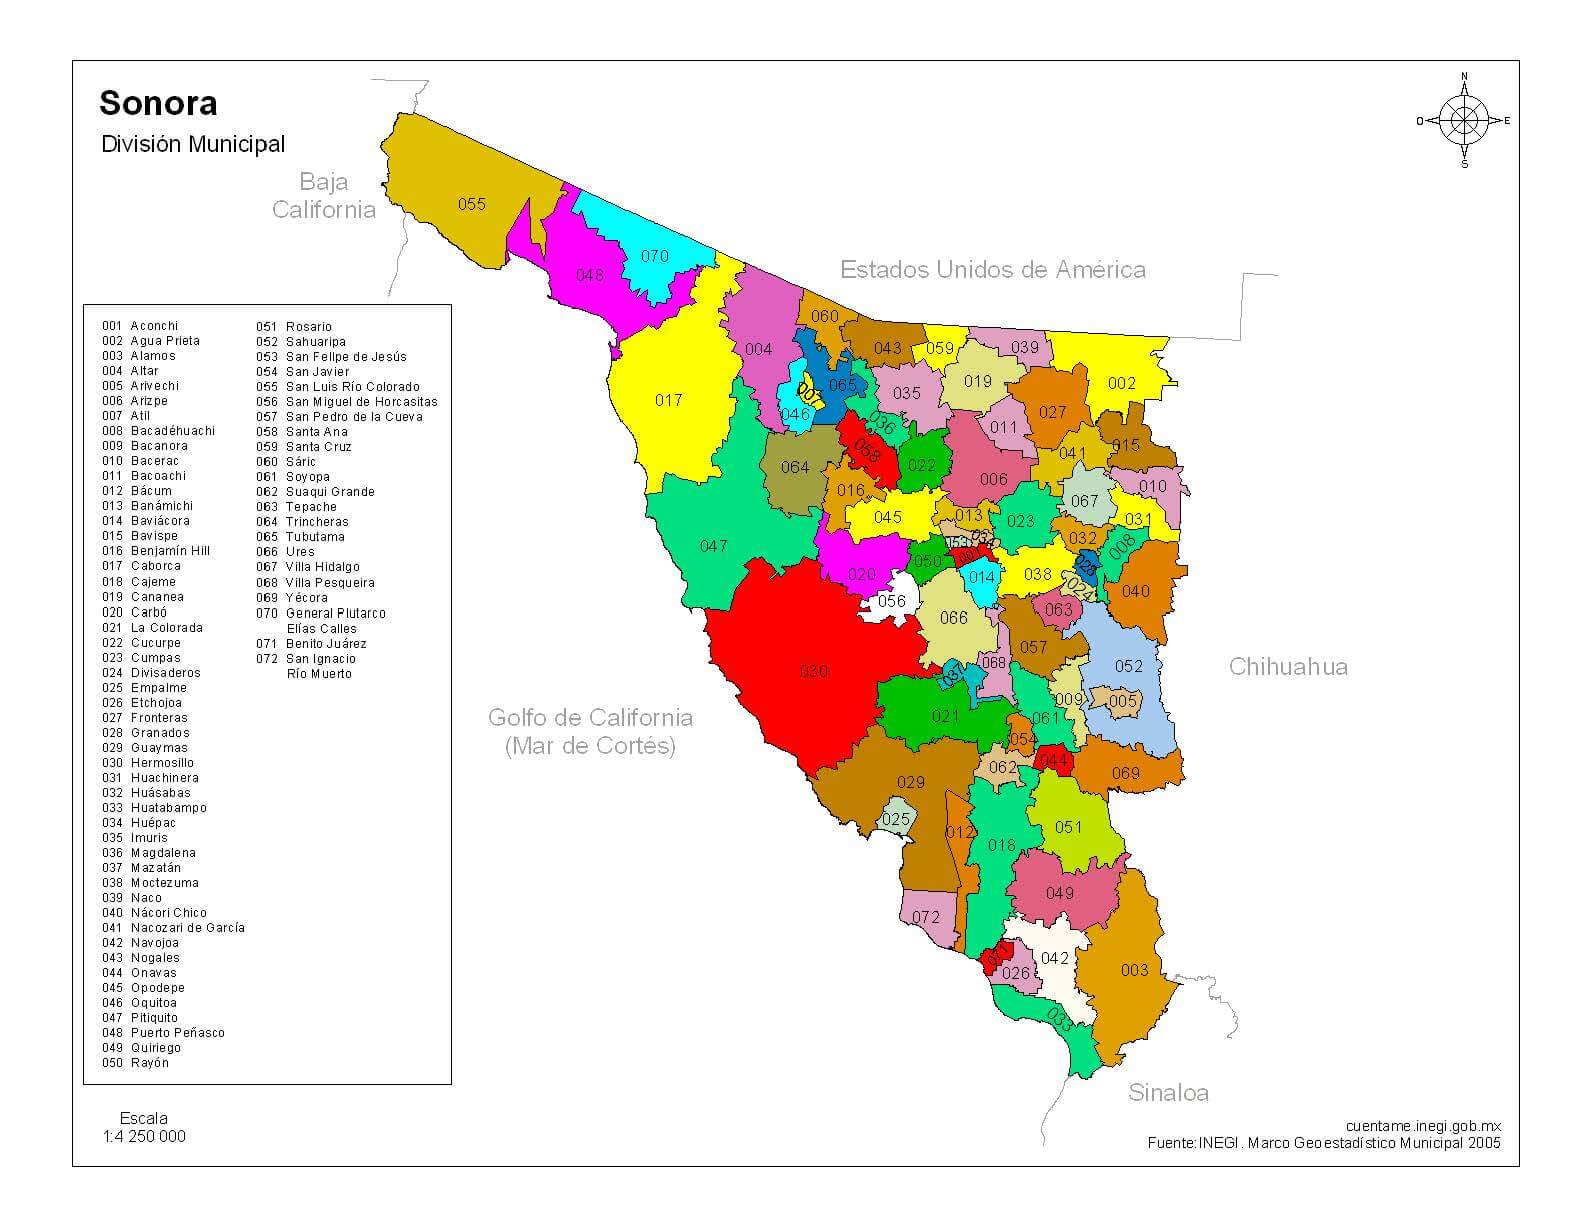 Sonora
División Municipal
N
O
E
S
Baja
California
Estados Unidos de América
Golfo de California
(Mar de Cortés)
Chihuahua
Sinaloa
001 Aconchi
002 Agua Prieta
003 Alamos
004 Altar
005 Arivechi
006 Arizpe
007 Atil
008 Bacadéhuachi
009 Bacanora
010 Bacerac
011 Bacoachi
012 Bácum
013 Banámichi
014 Baviácora
015 Bavispe
016 Benjamín Hill
017 Caborca
018 Cajeme
019 Cananea
020 Carbó
021 La Colorada
022 Cucurpe
023 Cumpas
024 Divisaderos
025 Empalme
026 Etchojoa
027 Fronteras
028 Granados
029 Guaymas
030 Hermosillo
031 Huachinera
032 Huásabas
033 Huatabampo
034 Huépac
035 Imuris
036 Magdalena
037 Mazatán
038 Moctezuma
039 Naco
040 Nácori Chico
041 Nacozari de García
042 Navojoa
043 Nogales
044 Onavas
045 Opodepe
046 Oquitoa
047 Pitiquito
048 Puerto Peñasco
049 Quiriego
050 Rayón
051 Rosario
052 Sahuaripa
053 San Felipe de Jesús
054 San Javier
055 San Luis Río Colorado
056 San Miguel de Horcasitas
057 San Pedro de la Cueva
058 Santa Ana
059 Santa Cruz
060 Sáric
061 Soyopa
062 Suaqui Grande
063 Tepache
064 Trincheras
065 Tubutama
066 Ures
067 Villa Hidalgo
068 Villa Pesqueira
069 Yécora
070 General Plutarco
Elías Calles
071 Benito Juárez
072 San Ignacio
Río Muerto
055
070
048
060
004
043
059
039
019
002
017
065
007
046
035
027
036
011
015
058
022
041
064
006
010
016
067
045
013
023
031
034
032
053
008
047
050
001
020
014
038
028
024
040
056
066
063
057
030
037
068
052
009
005
021
061
054
044
062
069
029
025
012
018
051
049
072
071
026
042
003
033
Escala
1:4 250 000
cuentame.inegi.gob.mx
Fuente:INEGI. Marco Geoestadístico Municipal 2005